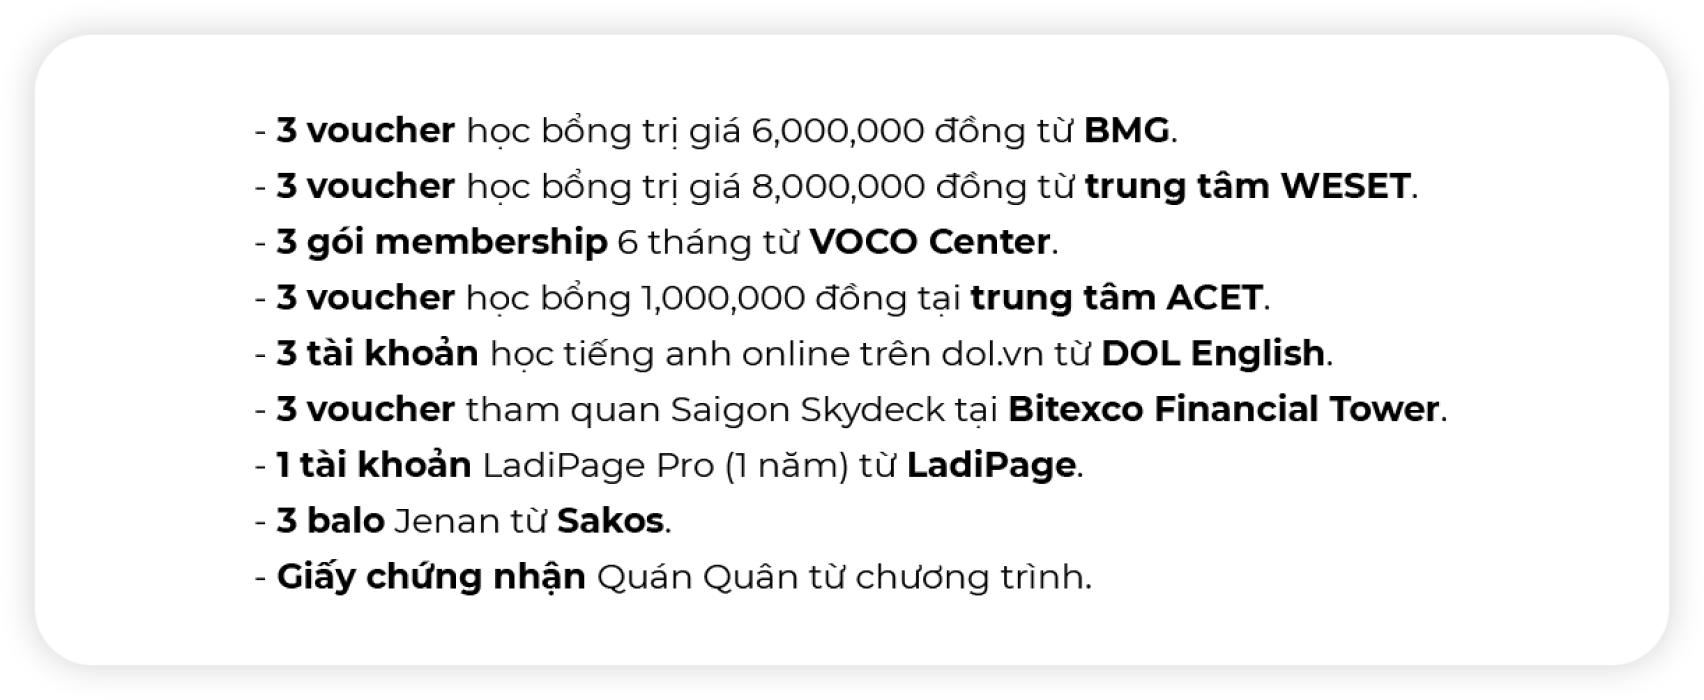 - 3 voucher học bổng trị giá 6,000,000 đồng từ BMG.
- 3 voucher học bổng trị giá 8,000,000 đồng từ trung tâm WESET.
- 3 gói membership 6 tháng từ VOCO Center.
- 3 voucher học bổng 1,000,000 đồng tại trung tâm ACET.
- 3 tài khoản học tiếng anh online trên dol.vn từ DOL English.
- 3 voucher tham quan Saigon Skydeck tại Bitexco Financial Tower.
- 1 tài khoản LadiPage Pro (1 năm) từ LadiPage.
- 3 balo Jenan từ Sakos.
- Giấy chứng nhận Quán Quân từ chương trình.